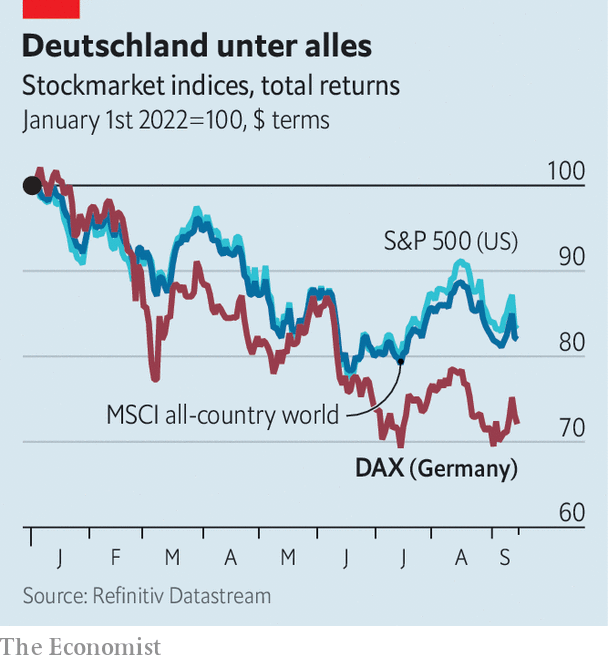 Deutschland unter alles
Stockmarket indices, total returns
January 1st 2022=100, $ terms
100
S&P 500 (US)
90
80
MSCI all-country world
70
DAX (Germany)
60
J F M A M J J A S
Source: Refinitiv Datastream
The Economist